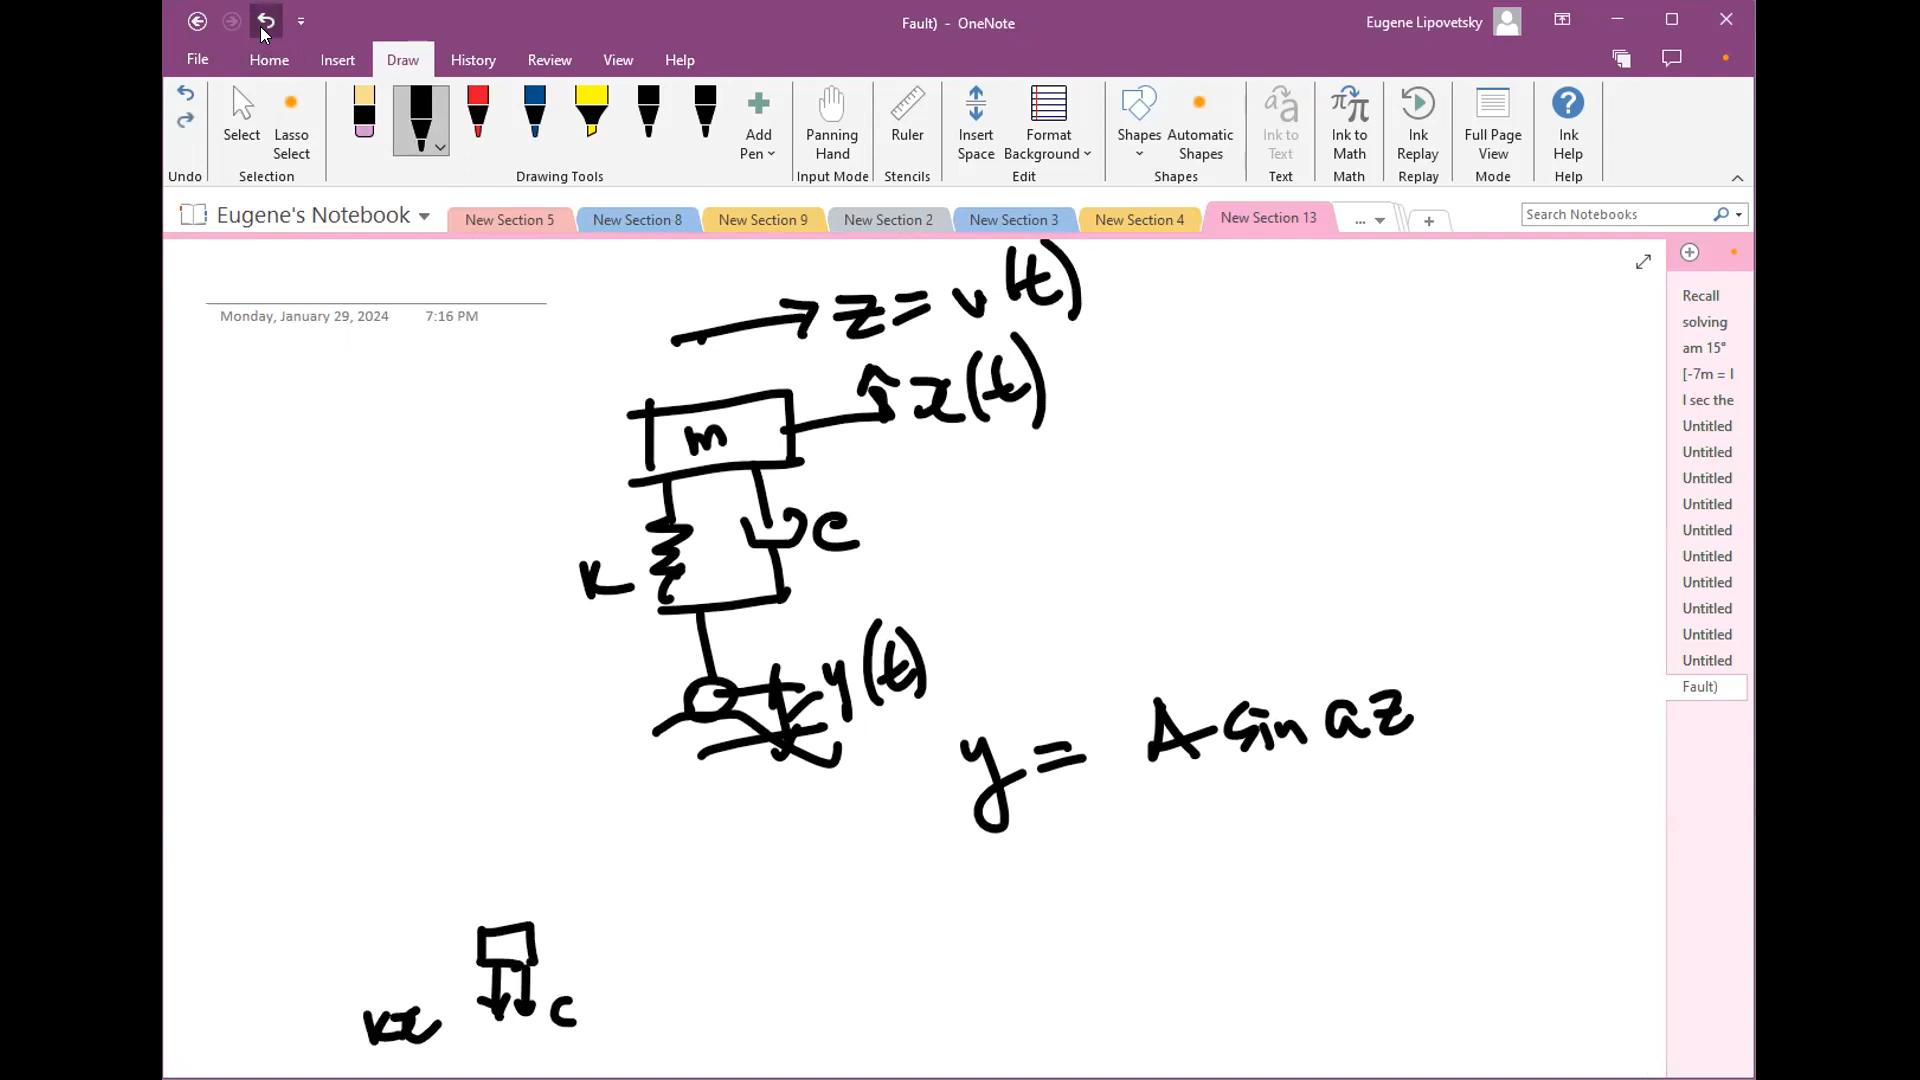 Fault) - OneNote
Eugene Lipovetsky
File Home Insert Draw History Review View Help
Select
Lasso Select
Add Pen
Panning Hand
Ruler
Insert Space
Format Background
Shapes
Automatic Shapes
Ink to Text
Ink to Math
Ink Replay
Full Page View
Ink Help
Undo Selection Drawing Tools Input Mode Stencils Edit Shapes Text Math Replay Mode Help
Eugene's Notebook
New Section 5 New Section 8 New Section 9 New Section 2 New Section 3 New Section 4 New Section 13 ... +
Search Notebooks
Monday, January 29, 2024 7:16 PM
z = v(t)
x(t)
m
C
K
y(t)
y = A sin az
kx
C
Recall
solving
am 15°
[-7m = I
I sec the
Untitled
Untitled
Untitled
Untitled
Untitled
Untitled
Untitled
Untitled
Untitled
Untitled
Fault)